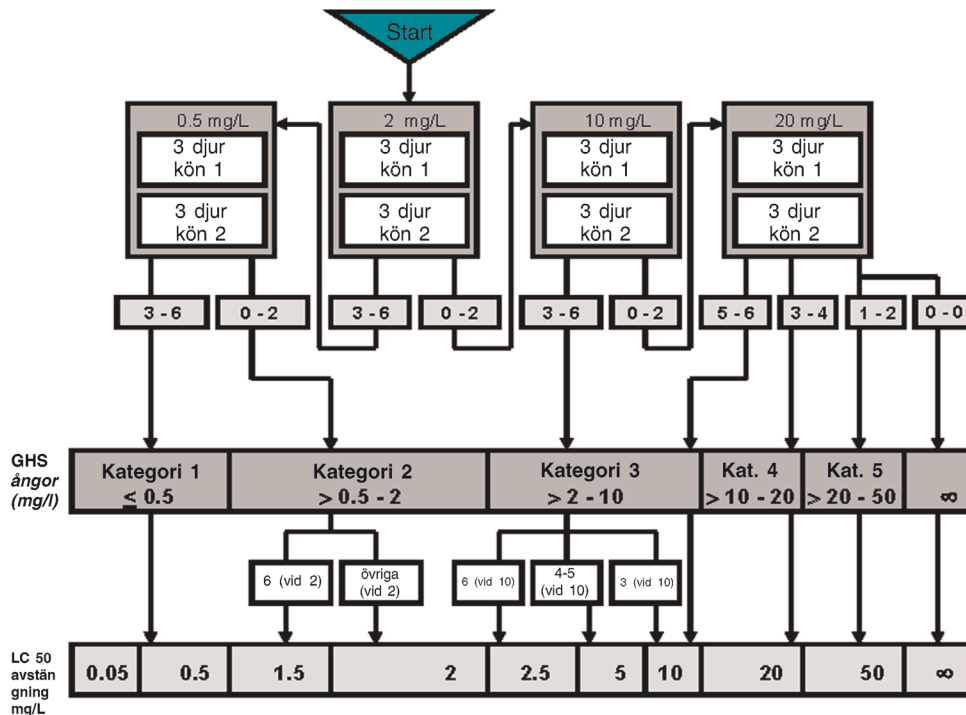 Start
0.5 mg/L
2 mg/L
10 mg/L
20 mg/L
3 djur
kön 1
3 djur
kön 1
3 djur
kön 1
3 djur
kön 1
3 djur
kön 2
3 djur
kön 2
3 djur
kön 2
3 djur
kön 2
3 - 6
0 - 2
3 - 6
0 - 2
3 - 6
0 - 2
5 - 6
3 - 4
1 - 2
0 - 0
GHS
ångor
(mg/l)
Kategori 1
≤ 0.5
Kategori 2
> 0.5 - 2
Kategori 3
> 2 - 10
Kat. 4
> 10 - 20
Kat. 5
> 20 - 50
∞
6 (vid 2)
övriga
(vid 2)
6 (vid 10)
4-5
(vid 10)
3 (vid 10)
LC 50
avstän
gning
mg/L
0.05
0.5
1.5
2
2.5
5
10
20
50
∞